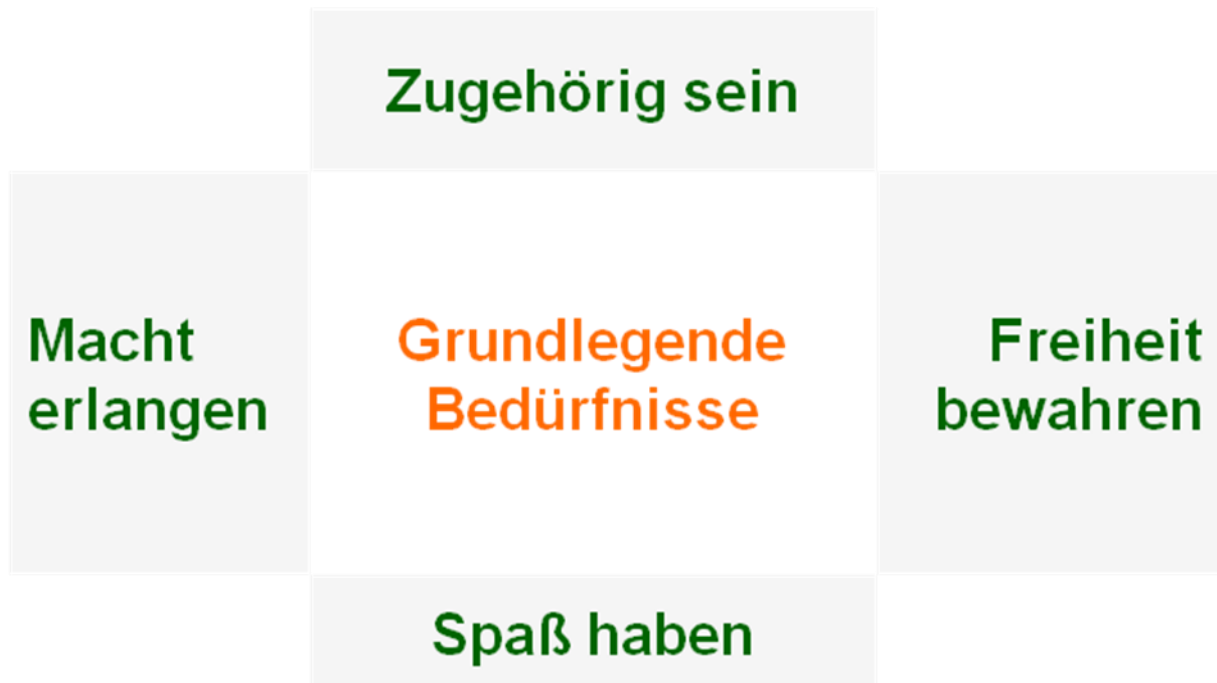 Zugehörig sein
Macht
erlangen
Grundlegende
Bedürfnisse
Freiheit
bewahren
Spaß haben